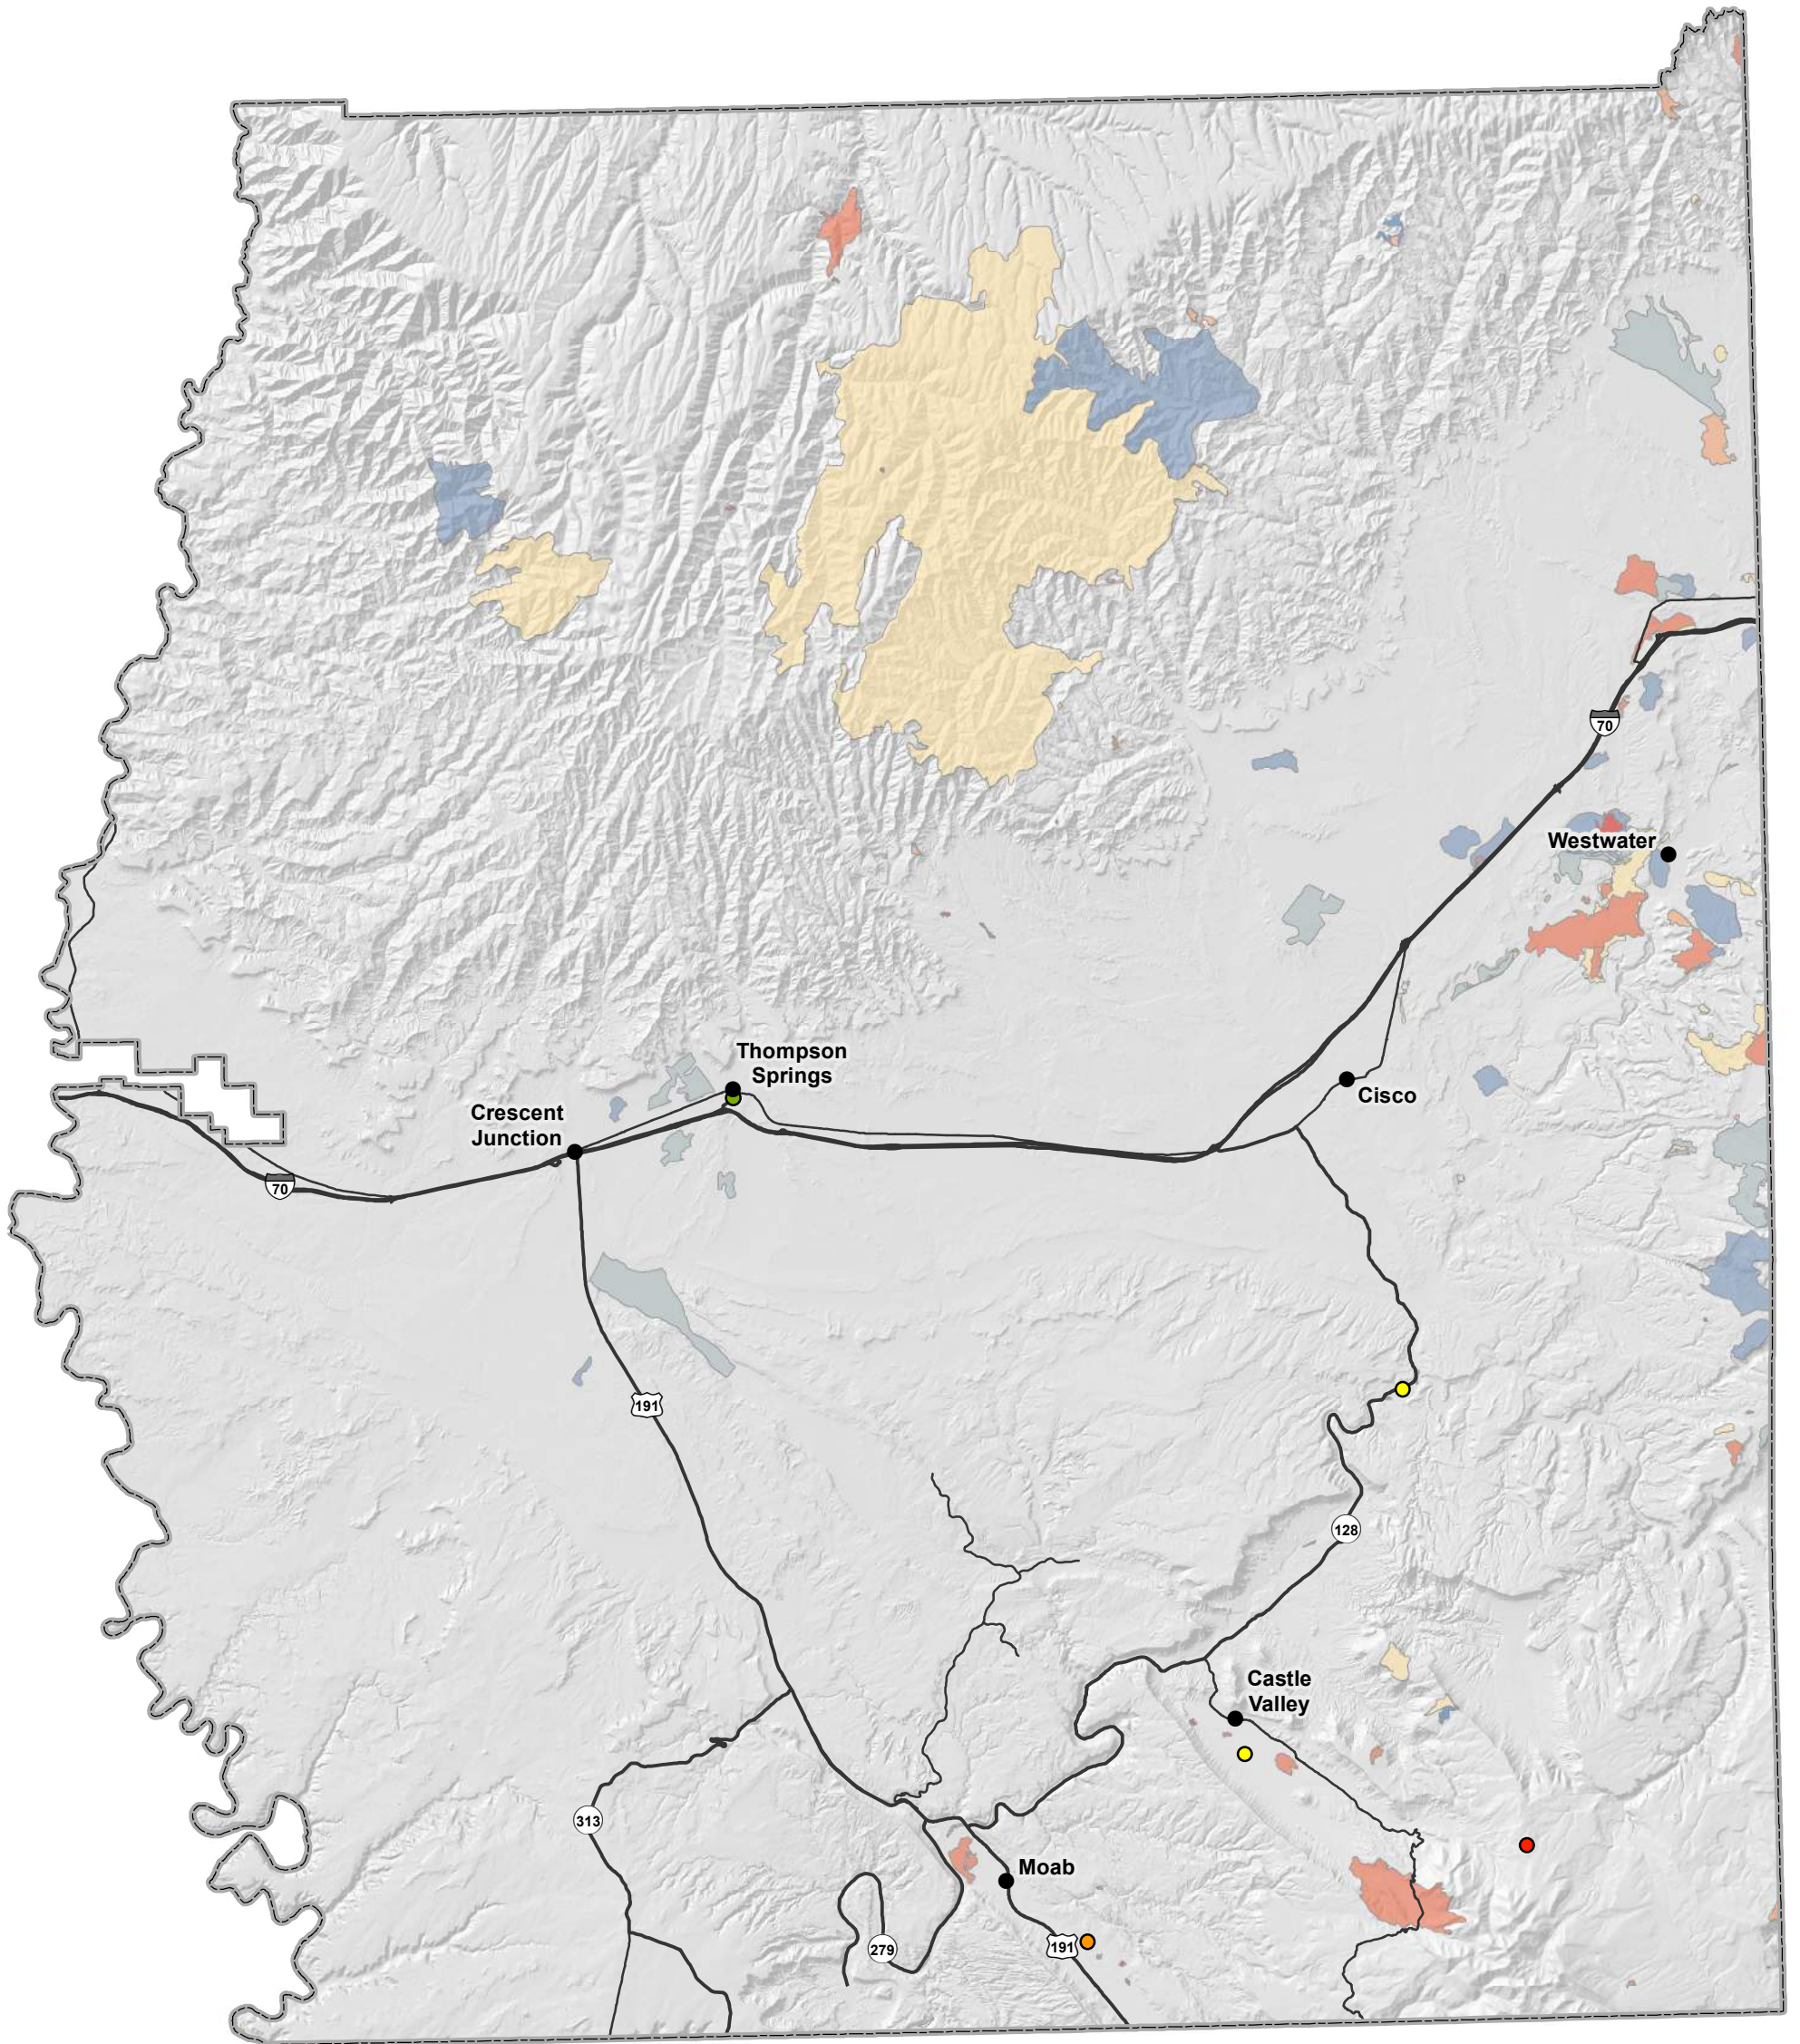 70
Westwater
Thompson
Springs
Cisco
Crescent
Junction
70
191
128
Castle
Valley
313
Moab
279
191